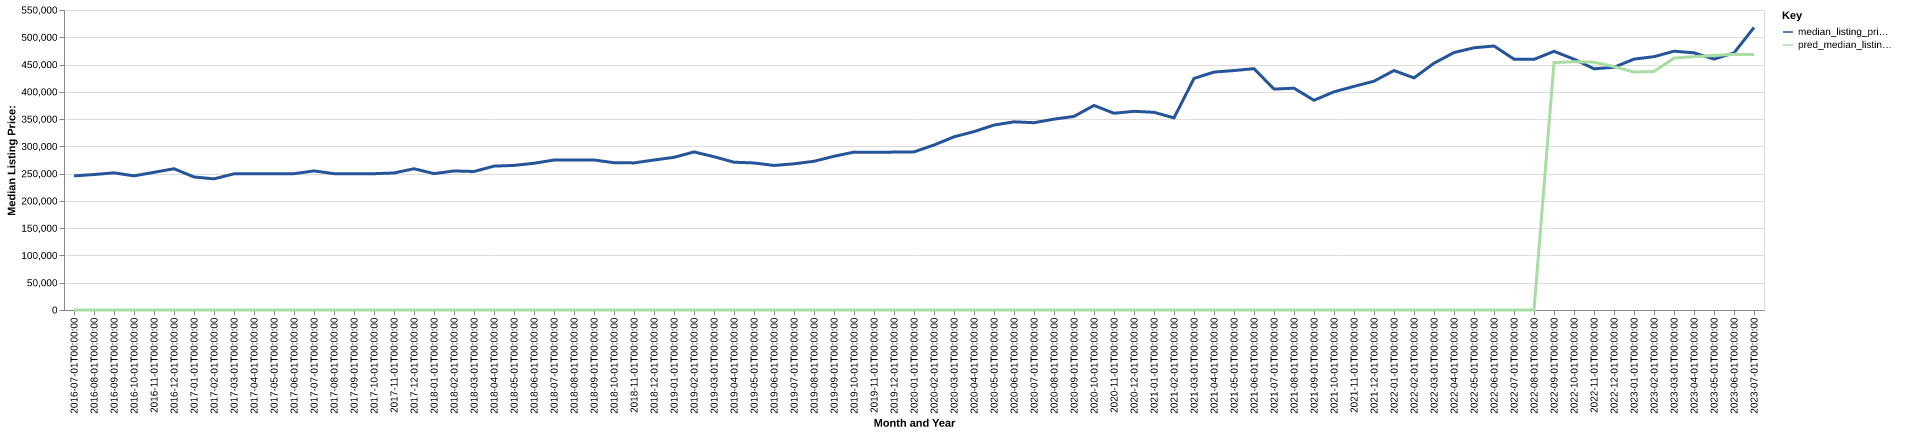 550,000
500,000
450,000
400,000
350,000
300,000
250,000
200,000
150,000
100,000
50,000
0
Median Listing Price:
2016-07-01T00:00:00
2016-08-01T00:00:00
2016-09-01T00:00:00
2016-10-01T00:00:00
2016-11-01T00:00:00
2016-12-01T00:00:00
2017-01-01T00:00:00
2017-02-01T00:00:00
2017-03-01T00:00:00
2017-04-01T00:00:00
2017-05-01T00:00:00
2017-06-01T00:00:00
2017-07-01T00:00:00
2017-08-01T00:00:00
2017-09-01T00:00:00
2017-10-01T00:00:00
2017-11-01T00:00:00
2017-12-01T00:00:00
2018-01-01T00:00:00
2018-02-01T00:00:00
2018-03-01T00:00:00
2018-04-01T00:00:00
2018-05-01T00:00:00
2018-06-01T00:00:00
2018-07-01T00:00:00
2018-08-01T00:00:00
2018-09-01T00:00:00
2018-10-01T00:00:00
2018-11-01T00:00:00
2018-12-01T00:00:00
2019-01-01T00:00:00
2019-02-01T00:00:00
2019-03-01T00:00:00
2019-04-01T00:00:00
2019-05-01T00:00:00
2019-06-01T00:00:00
2019-07-01T00:00:00
2019-08-01T00:00:00
2019-09-01T00:00:00
2019-10-01T00:00:00
2019-11-01T00:00:00
2019-12-01T00:00:00
2020-01-01T00:00:00
2020-02-01T00:00:00
2020-03-01T00:00:00
2020-04-01T00:00:00
2020-05-01T00:00:00
2020-06-01T00:00:00
2020-07-01T00:00:00
2020-08-01T00:00:00
2020-09-01T00:00:00
2020-10-01T00:00:00
2020-11-01T00:00:00
2020-12-01T00:00:00
2021-01-01T00:00:00
2021-02-01T00:00:00
2021-03-01T00:00:00
2021-04-01T00:00:00
2021-05-01T00:00:00
2021-06-01T00:00:00
2021-07-01T00:00:00
2021-08-01T00:00:00
2021-09-01T00:00:00
2021-10-01T00:00:00
2021-11-01T00:00:00
2021-12-01T00:00:00
2022-01-01T00:00:00
2022-02-01T00:00:00
2022-03-01T00:00:00
2022-04-01T00:00:00
2022-05-01T00:00:00
2022-06-01T00:00:00
2022-07-01T00:00:00
2022-08-01T00:00:00
2022-09-01T00:00:00
2022-10-01T00:00:00
2022-11-01T00:00:00
2022-12-01T00:00:00
2023-01-01T00:00:00
2023-02-01T00:00:00
2023-03-01T00:00:00
2023-04-01T00:00:00
2023-05-01T00:00:00
2023-06-01T00:00:00
2023-07-01T00:00:00
Month and Year
Key
median_listing_pri…
pred_median_listin…